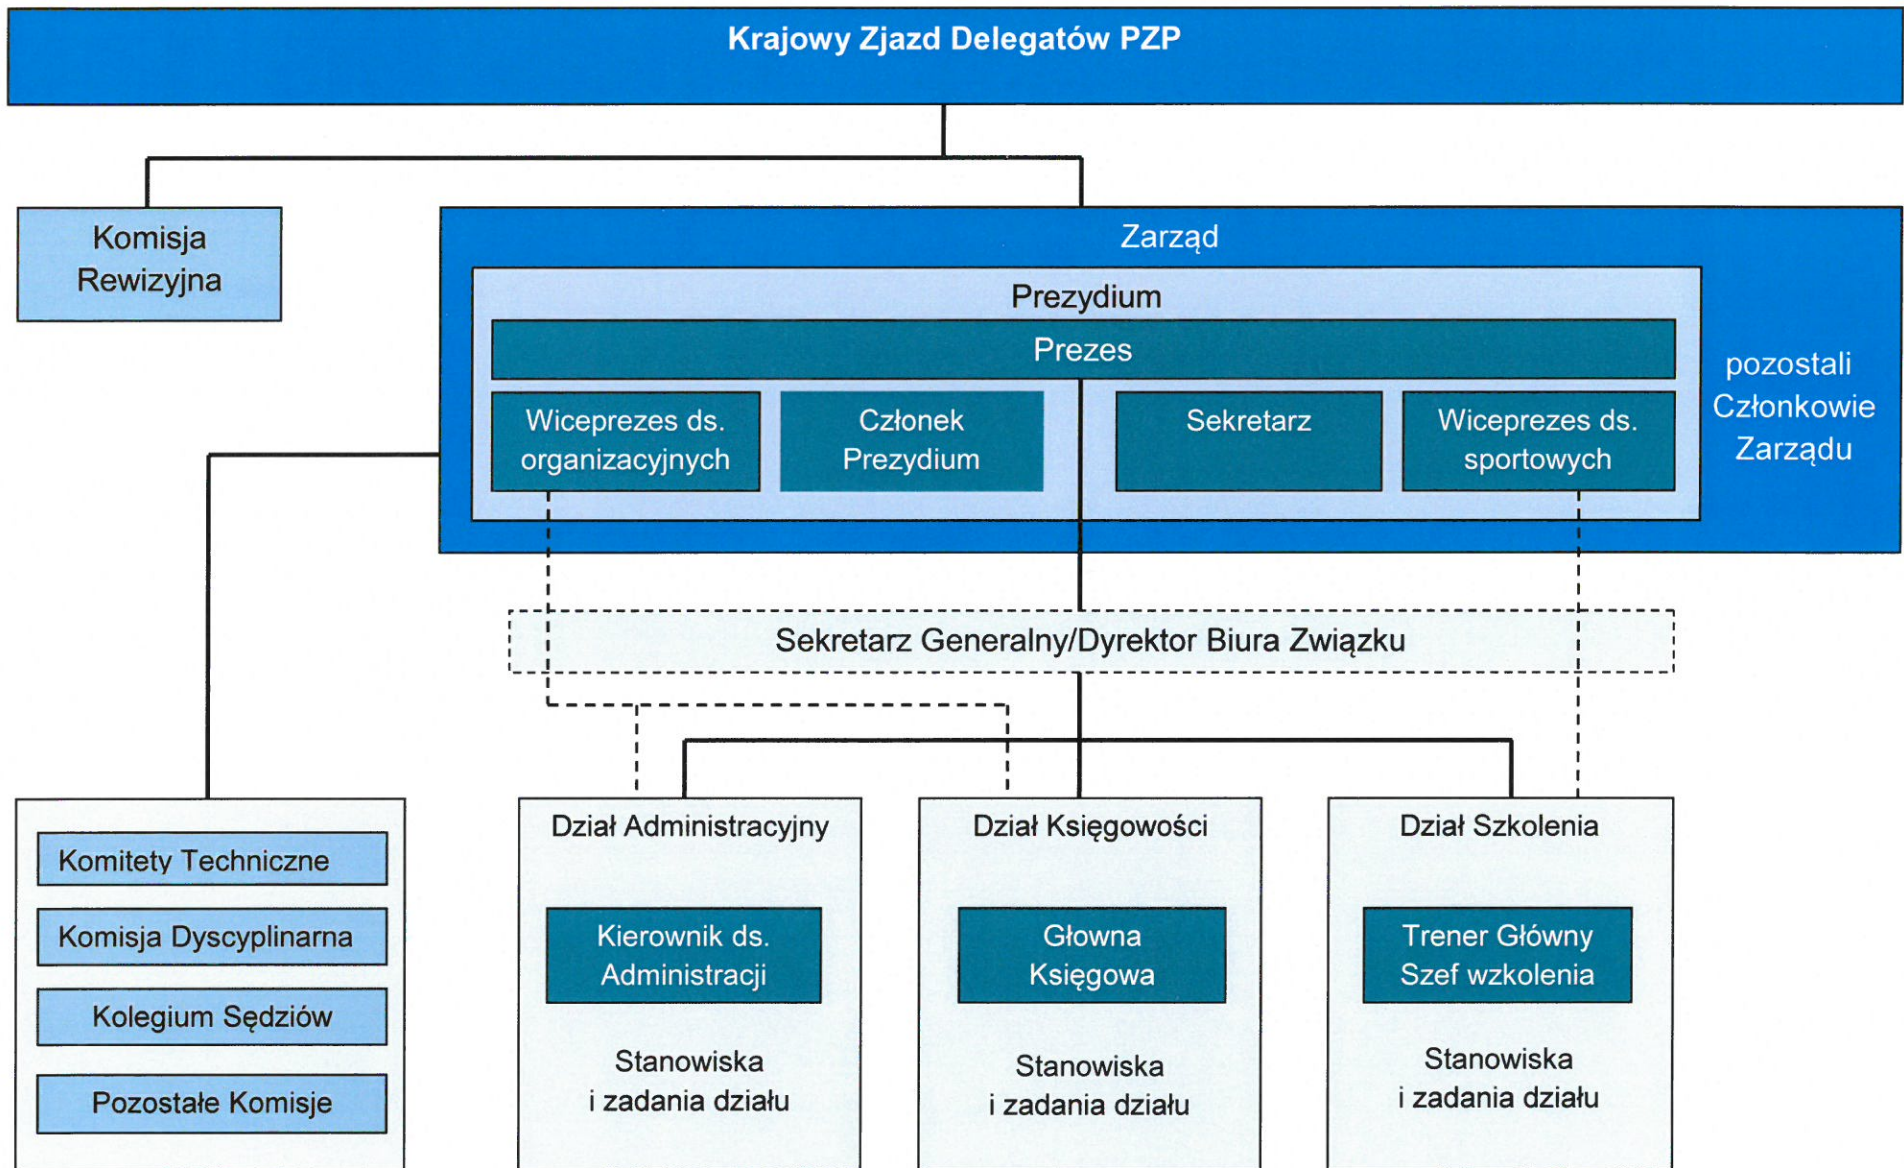 Krajowy Zjazd Delegatów PZP
Komisja
Rewizyjna
Zarząd
Prezydium
Prezes
Wiceprezes ds.
organizacyjnych
Członek
Prezydium
Sekretarz
Wiceprezes ds.
sportowych
pozostali
Członkowie
Zarządu
Sekretarz Generalny/Dyrektor Biura Związku
Komitety Techniczne
Komisja Dyscyplinarna
Kolegium Sędziów
Pozostałe Komisje
Dział Administracyjny
Kierownik ds.
Administracji
Stanowiska
i zadania działu
Dział Księgowości
Głowna
Księgowa
Stanowiska
i zadania działu
Dział Szkolenia
Trener Główny
Szef wzkolenia
Stanowiska
i zadania działu